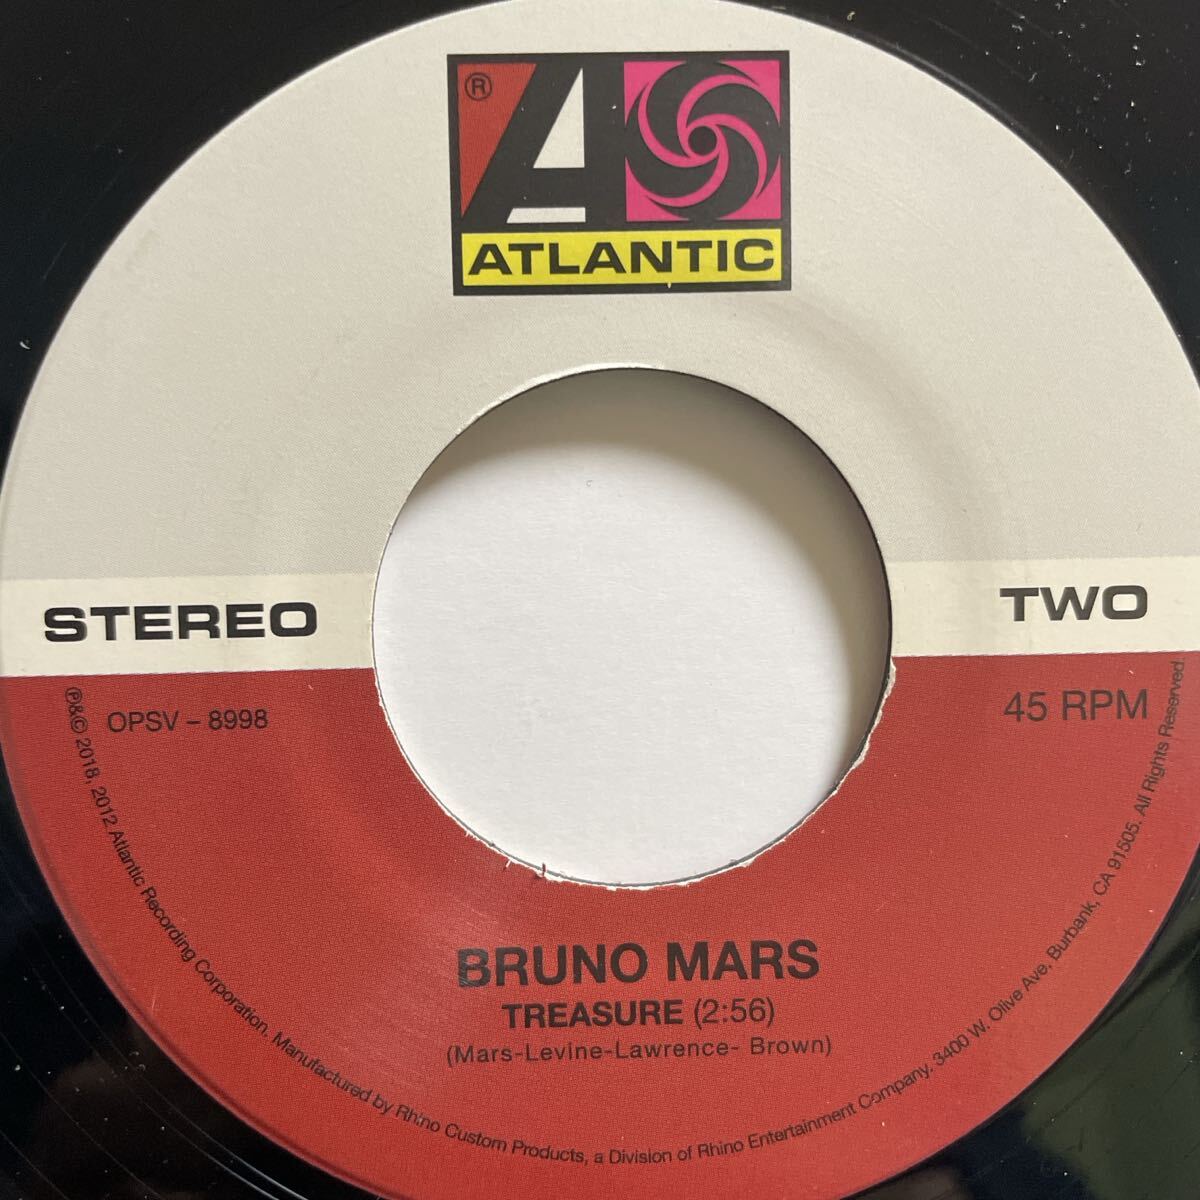 ®
ATLANTIC
STEREO
TWO
OPSV – 8998
45 RPM
BRUNO MARS
TREASURE (2:56)
(Mars-Levine-Lawrence- Brown)
℗&© 2018, 2012 Atlantic Recording Corporation. Manufactured by Rhino Custom Products, a Division of Rhino Entertainment Company. 3400 W. Olive Ave, Burbank, CA 91505. All Rights Reserved.